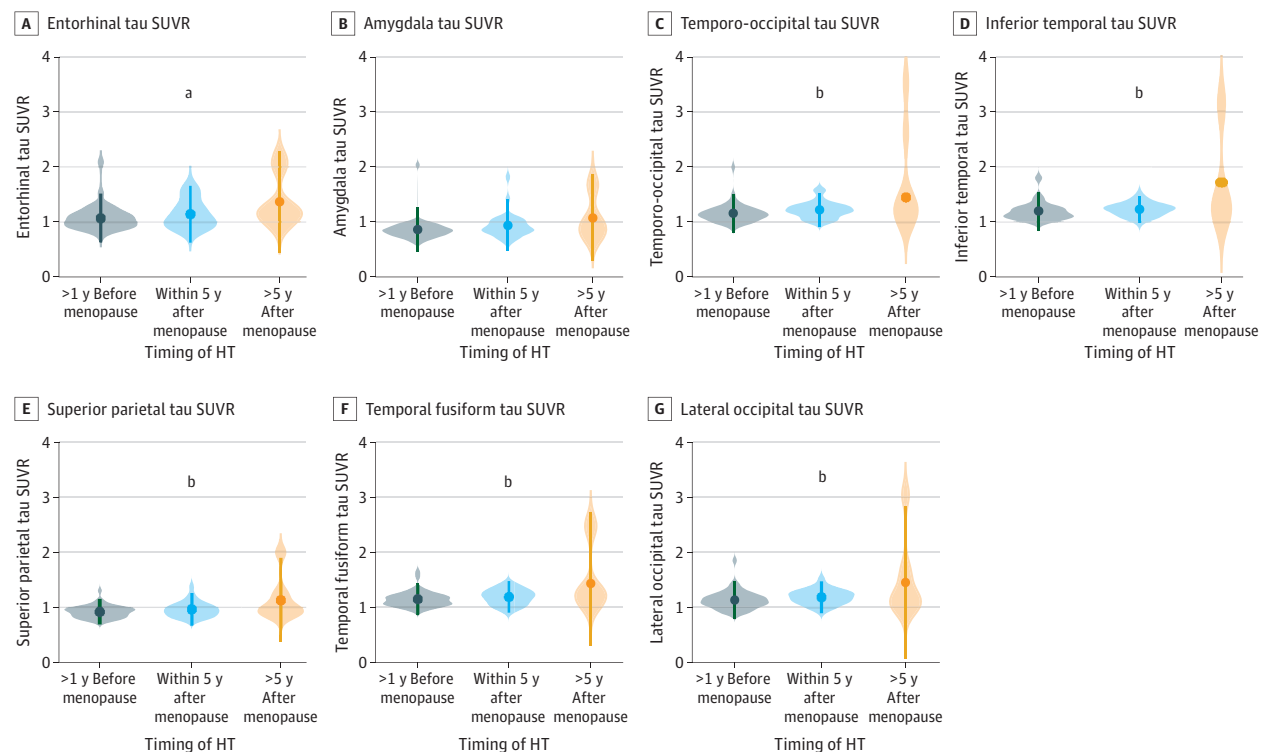 A Entorhinal tau SUVR
Entorhinal tau SUVR
4
3
2
1
0
a
>1 y Before
menopause
Within 5 y
after
menopause
>5 y
After
menopause
Timing of HT
B Amygdala tau SUVR
Amygdala tau SUVR
4
3
2
1
0
>1 y Before
menopause
Within 5 y
after
menopause
>5 y
After
menopause
Timing of HT
C Temporo-occipital tau SUVR
Temporo-occipital tau SUVR
4
3
2
1
0
b
>1 y Before
menopause
Within 5 y
after
menopause
>5 y
After
menopause
Timing of HT
D Inferior temporal tau SUVR
Inferior temporal tau SUVR
4
3
2
1
0
b
>1 y Before
menopause
Within 5 y
after
menopause
>5 y
After
menopause
Timing of HT
E Superior parietal tau SUVR
Superior parietal tau SUVR
4
3
2
1
0
b
>1 y Before
menopause
Within 5 y
after
menopause
>5 y
After
menopause
Timing of HT
F Temporal fusiform tau SUVR
Temporal fusiform tau SUVR
4
3
2
1
0
b
>1 y Before
menopause
Within 5 y
after
menopause
>5 y
After
menopause
Timing of HT
G Lateral occipital tau SUVR
Lateral occipital tau SUVR
4
3
2
1
0
b
>1 y Before
menopause
Within 5 y
after
menopause
>5 y
After
menopause
Timing of HT